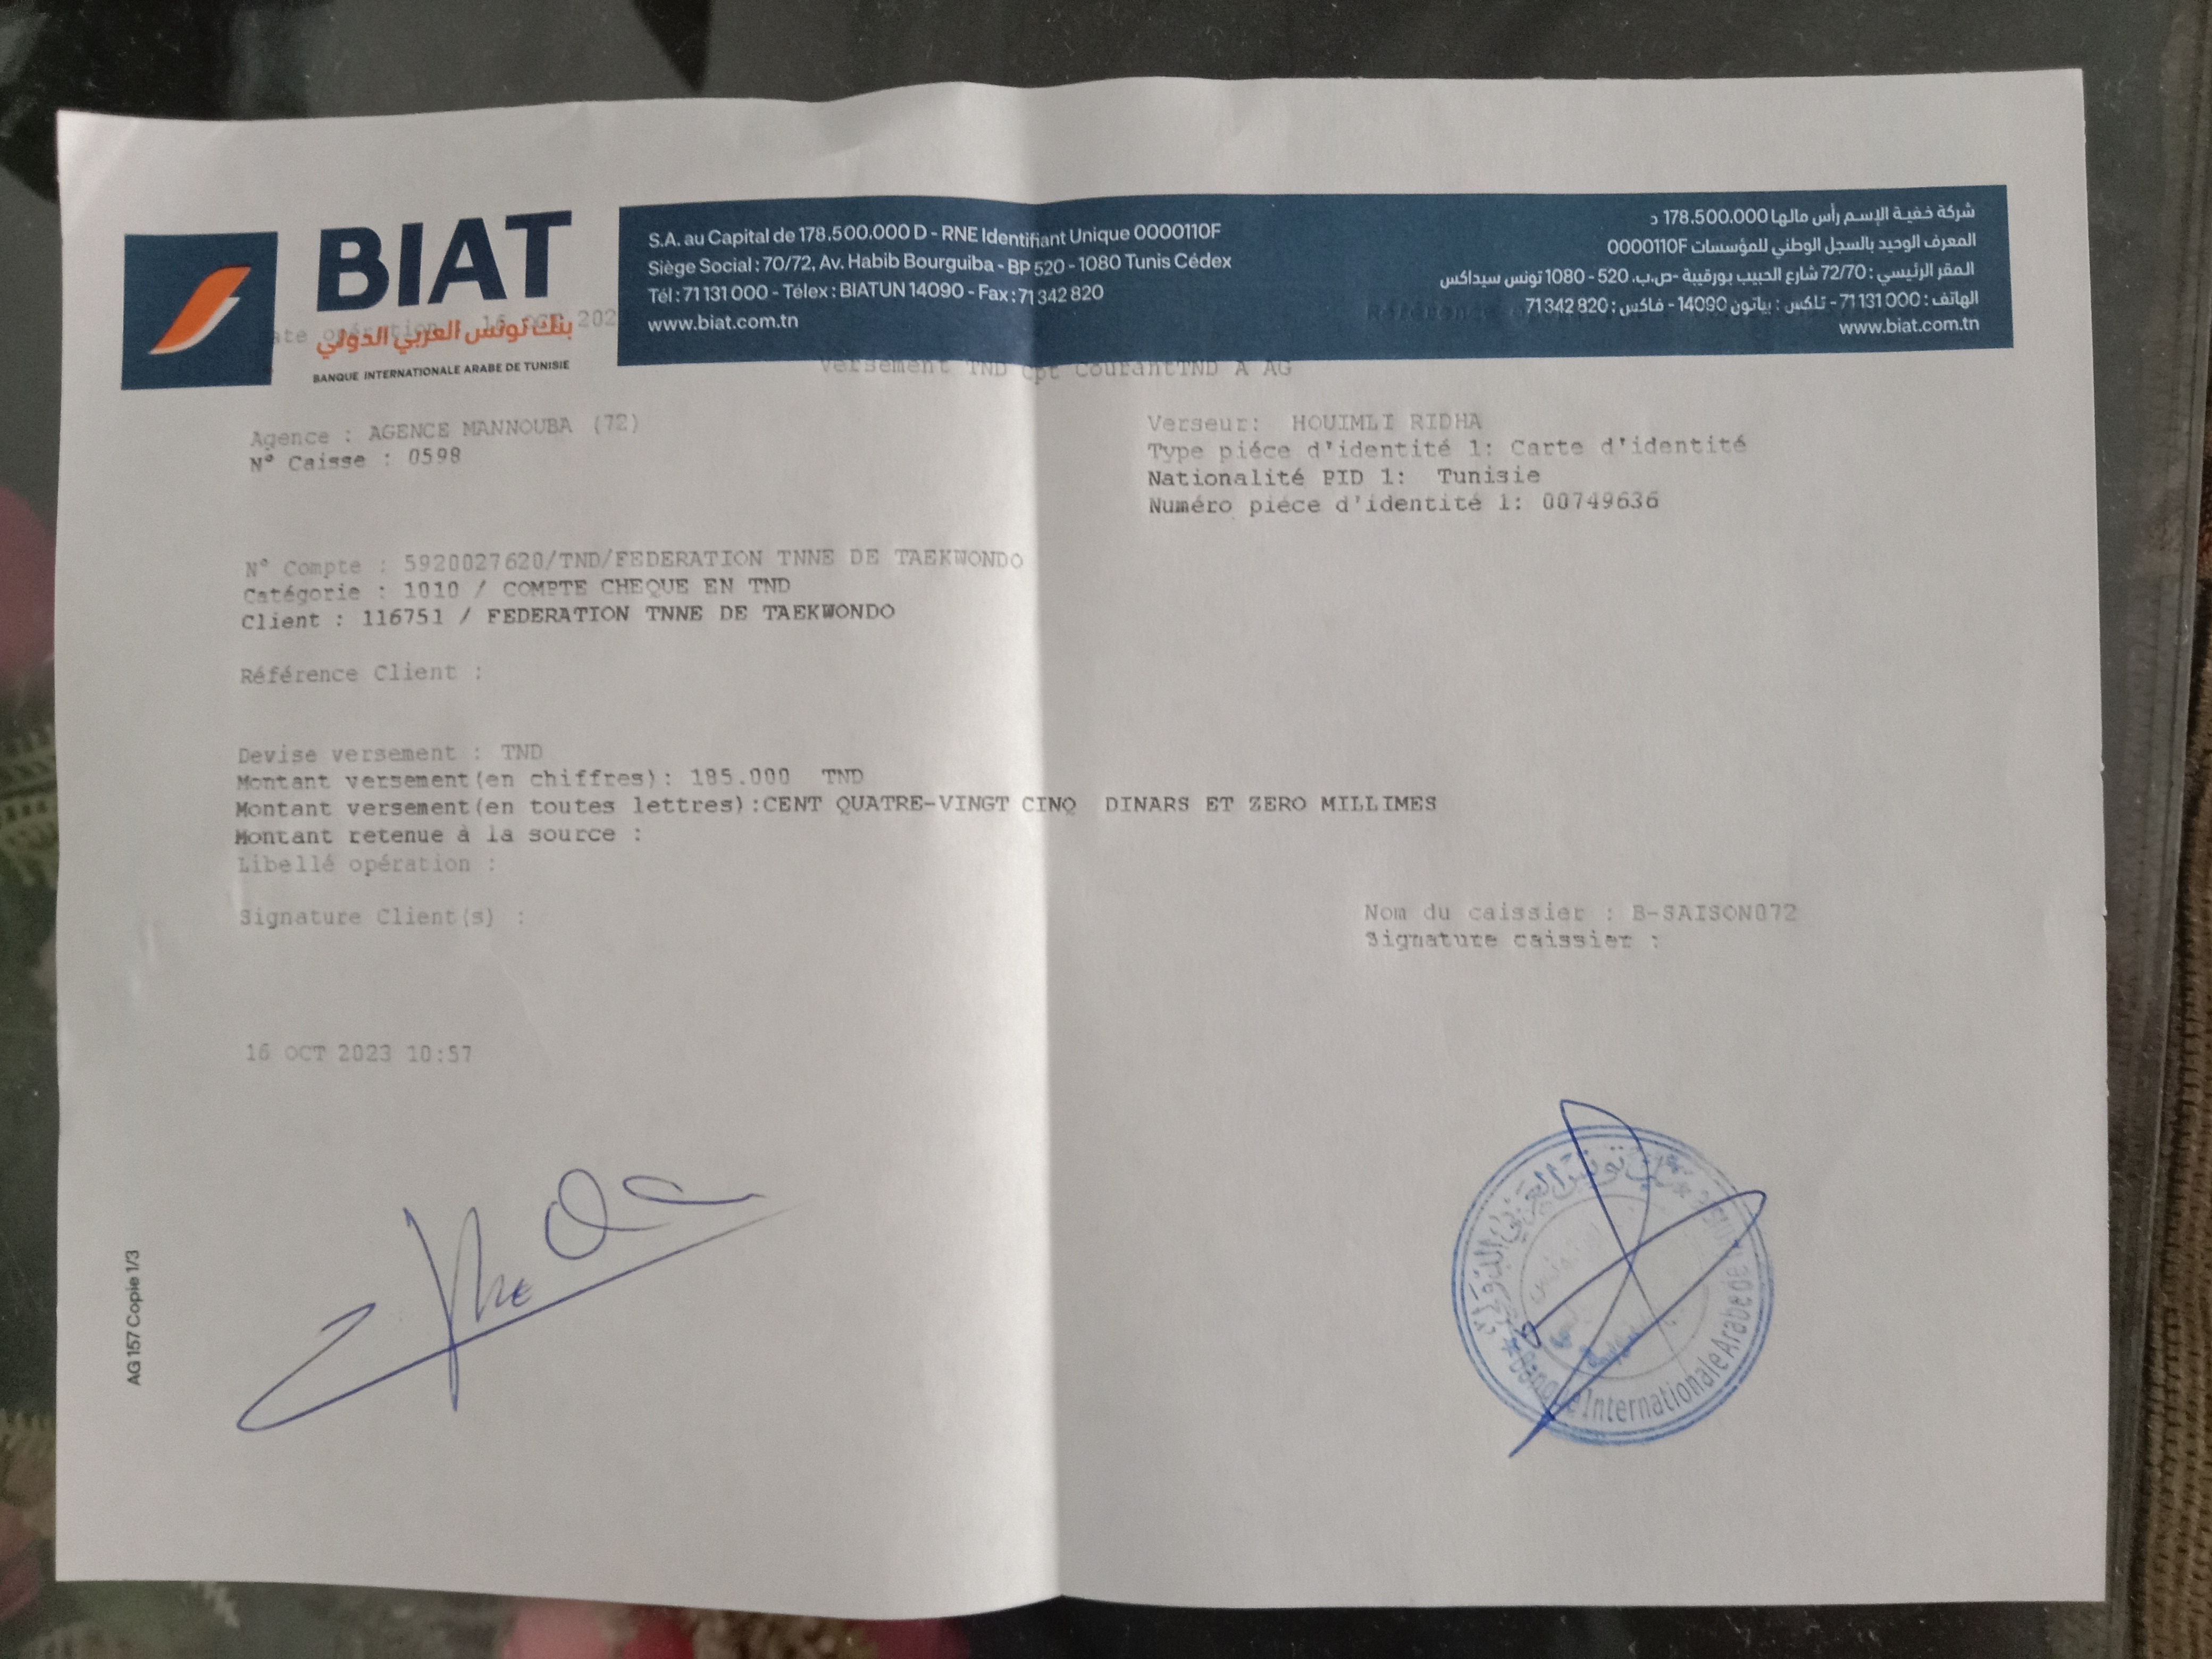 BIAT
بنك تونس العربي الدولي
BANQUE INTERNATIONALE ARABE DE TUNISIE
S.A. au Capital de 178.500.000 D - RNE Identifiant Unique 0000110F
Siège Social : 70/72, Av. Habib Bourguiba - BP 520 - 1080 Tunis Cédex
Tél : 71 131 000 - Télex : BIATUN 14090 - Fax : 71 342 820
www.biat.com.tn
شركة خفية الإسم رأس مالها 178.500.000 د
المعرف الوحيد بالسجل الوطني للمؤسسات 0000110F
المقر الرئيسي : 72/70 شارع الحبيب بورقيبة -ص.ب. 520 - 1080 تونس سيداكس
الهاتف : 71 131 000 - تلكس : بياتون 14090 - فاكس : 71 342 820
www.biat.com.tn
opération : 16 OCT 202
Versement TND Cpt CourantTND A AG
Agence : AGENCE MANNOUBA (72)
N° Caisse : 0598
Verseur: HOUIMLI RIDHA
Type piéce d'identité 1: Carte d'identité
Nationalité PID 1: Tunisie
Numéro piéce d'identité 1: 00749636
N° Compte : 5920027620/TND/FEDERATION TNNE DE TAEKWONDO
Catégorie : 1010 / COMPTE CHEQUE EN TND
Client : 116751 / FEDERATION TNNE DE TAEKWONDO
Référence Client :
Devise versement : TND
Montant versement(en chiffres): 185.000 TND
Montant versement(en toutes lettres):CENT QUATRE-VINGT CINQ DINARS ET ZERO MILLIMES
Montant retenue à la source :
Libellé opération :
Signature Client(s) :
Nom du caissier : B-SAISON072
Signature caissier :
16 OCT 2023 10:57
AG 157 Copie 1/3
بنك تونس العربي الدولي
Banque Internationale Arabe de